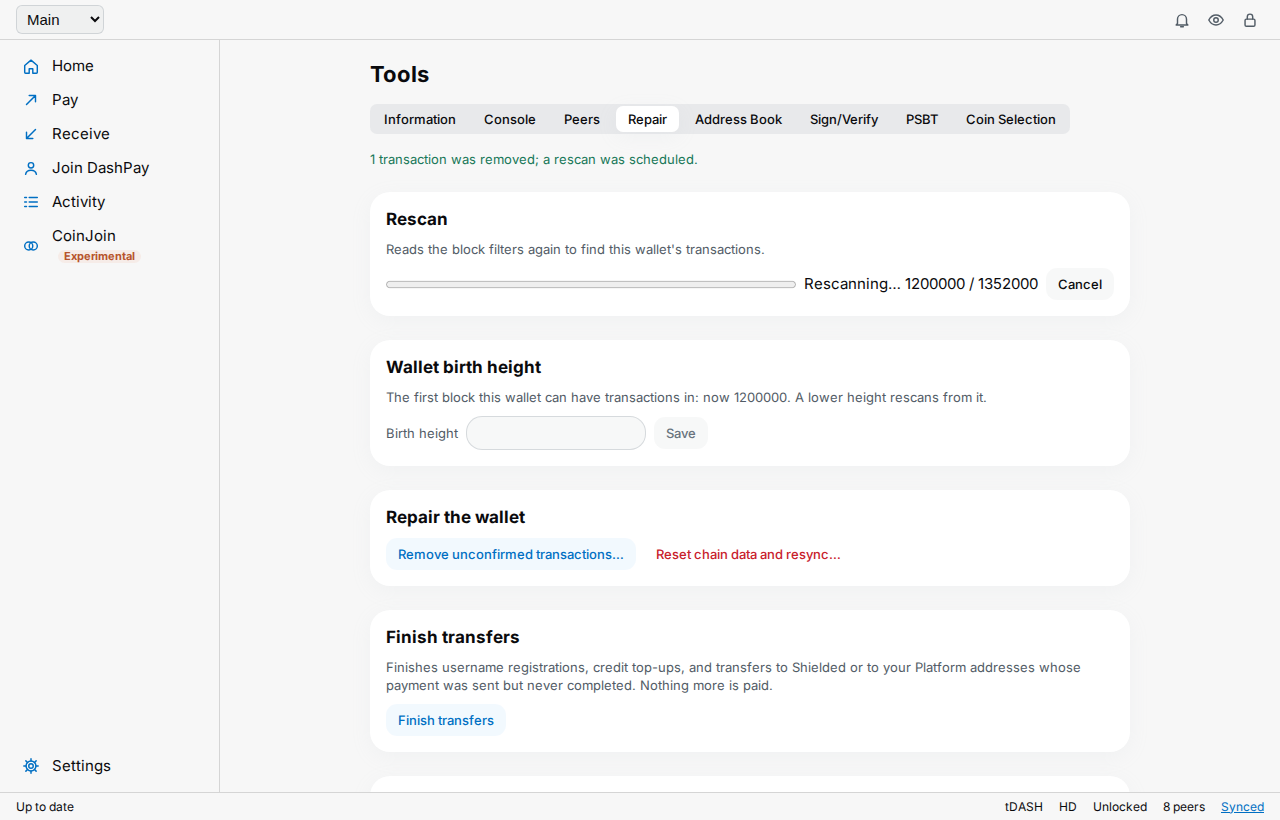 Main
Home
Pay
Receive
Join DashPay
Activity
CoinJoin
Experimental
Settings
Tools
Information Console Peers Repair Address Book Sign/Verify PSBT Coin Selection
1 transaction was removed; a rescan was scheduled.
Rescan
Reads the block filters again to find this wallet's transactions.
Rescanning... 1200000 / 1352000 Cancel
Wallet birth height
The first block this wallet can have transactions in: now 1200000. A lower height rescans from it.
Birth height Save
Repair the wallet
Remove unconfirmed transactions... Reset chain data and resync...
Finish transfers
Finishes username registrations, credit top-ups, and transfers to Shielded or to your Platform addresses whose
payment was sent but never completed. Nothing more is paid.
Finish transfers
Up to date tDASH HD Unlocked 8 peers Synced